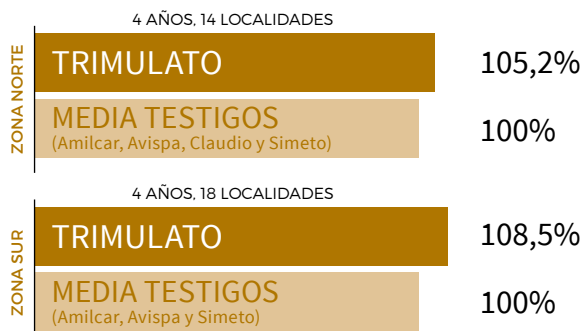 4 AÑOS, 14 LOCALIDADES
ZONA NORTE
TRIMULATO
105,2%
MEDIA TESTIGOS
(Amilcar, Avispa, Claudio y Simeto)
100%
4 AÑOS, 18 LOCALIDADES
ZONA SUR
TRIMULATO
108,5%
MEDIA TESTIGOS
(Amilcar, Avispa y Simeto)
100%